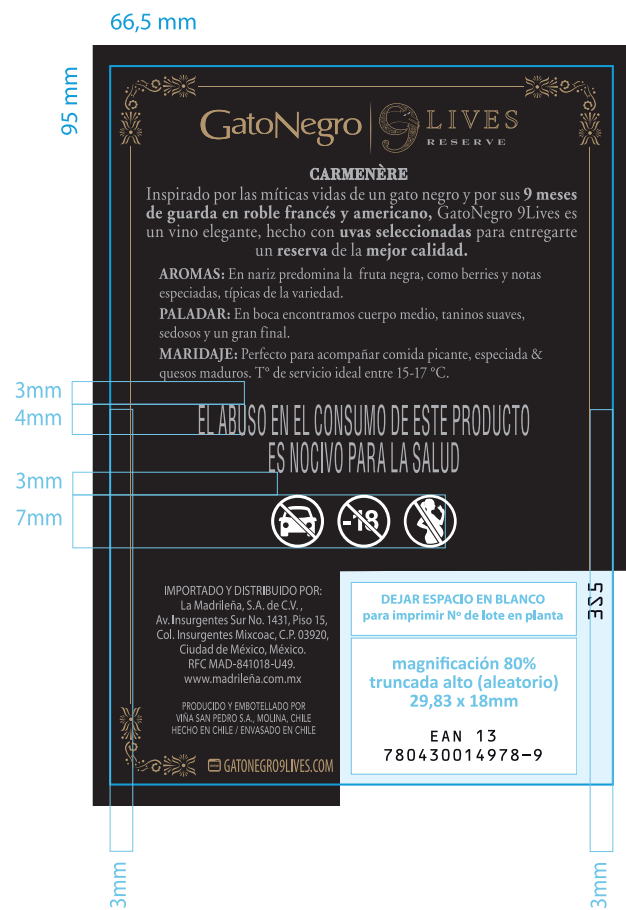 66,5 mm
95 mm
GatoNegro 9 LIVES
RESERVE
CARMENÈRE
Inspirado por las míticas vidas de un gato negro y por sus 9 meses
de guarda en roble francés y americano, GatoNegro 9Lives es
un vino elegante, hecho con uvas seleccionadas para entregarte
un reserva de la mejor calidad.
AROMAS: En nariz predomina la fruta negra, como berries y notas
especiadas, típicas de la variedad.
PALADAR: En boca encontramos cuerpo medio, taninos suaves,
sedosos y un gran final.
MARIDAJE: Perfecto para acompañar comida picante, especiada &
quesos maduros. T° de servicio ideal entre 15-17 °C.
3mm
4mm
EL ABUSO EN EL CONSUMO DE ESTE PRODUCTO
ES NOCIVO PARA LA SALUD
3mm
7mm
-18
IMPORTADO Y DISTRIBUIDO POR:
La Madrileña, S.A. de C.V. ,
Av. Insurgentes Sur No. 1431, Piso 15,
Col. Insurgentes Mixcoac, C.P. 03920,
Ciudad de México, México.
RFC MAD-841018-U49.
www.madrileña.com.mx
PRODUCIDO Y EMBOTELLADO POR
VIÑA SAN PEDRO S.A., MOLINA, CHILE
HECHO EN CHILE / ENVASADO EN CHILE
GATONEGRO9LIVES.COM
DEJAR ESPACIO EN BLANCO
para imprimir Nº de lote en planta
325
magnificación 80%
truncada alto (aleatorio)
29,83 x 18mm
EAN 13
780430014978-9
3mm
3mm